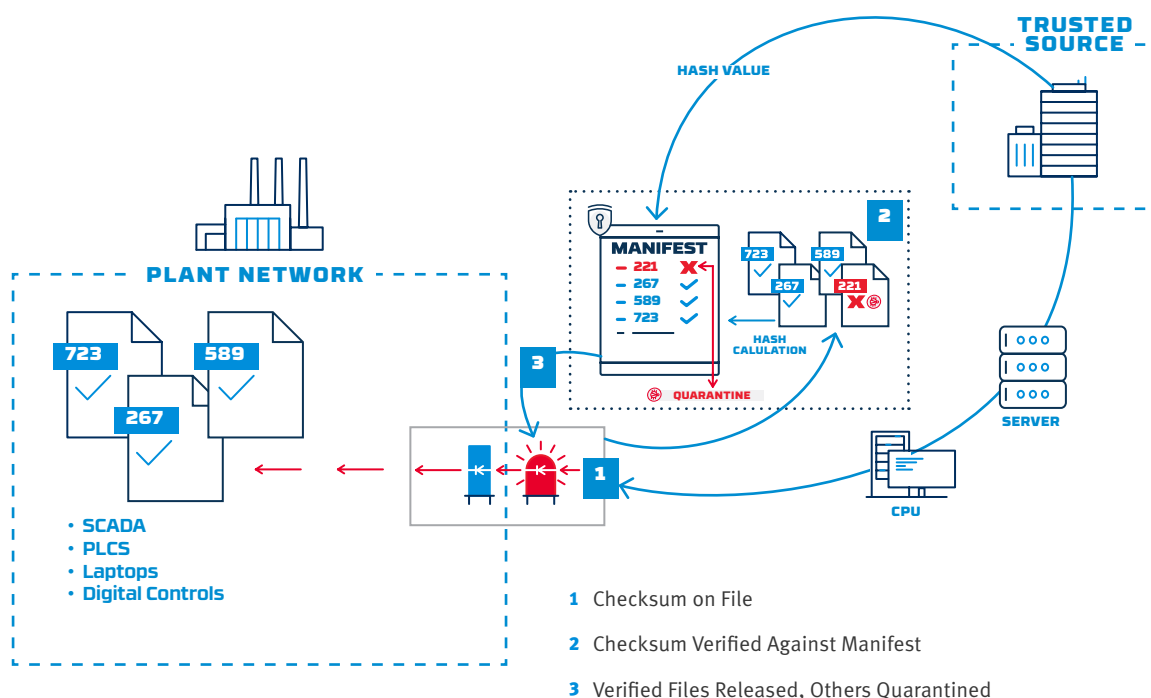 TRUSTED
SOURCE
HASH VALUE
2
MANIFEST
221
267
589
723
723
589
267
221
HASH
CALULATION
QUARANTINE
PLANT NETWORK
723
589
267
3
1
SERVER
CPU
• SCADA
• PLCS
• Laptops
• Digital Controls
1 Checksum on File
2 Checksum Verified Against Manifest
3 Verified Files Released, Others Quarantined